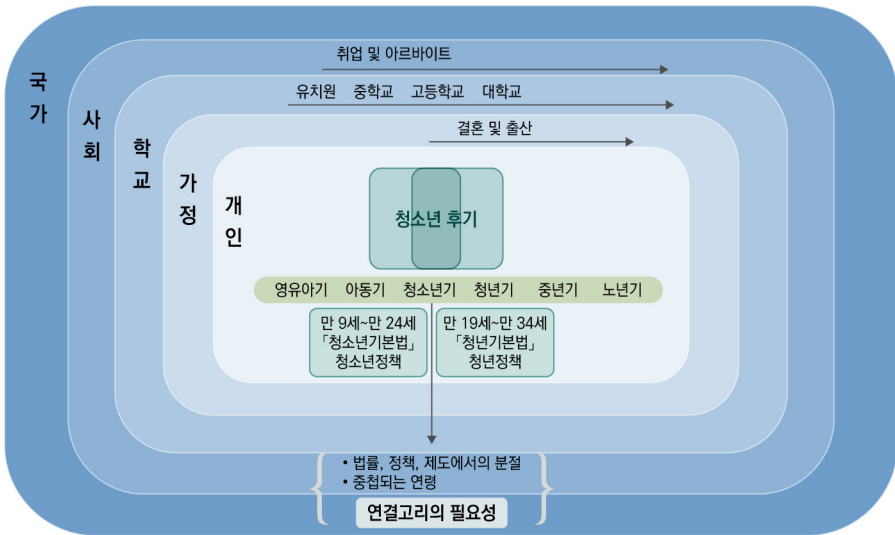 국가
취업 및 아르바이트
사회
유치원 중학교 고등학교 대학교
학교
결혼 및 출산
가정
개인
청소년 후기
영유아기 아동기 청소년기 청년기 중년기 노년기
만 9세~만 24세
「청소년기본법」
청소년정책
만 19세~만 34세
「청년기본법」
청년정책
• 법률, 정책, 제도에서의 분절
• 중첩되는 연령
연결고리의 필요성